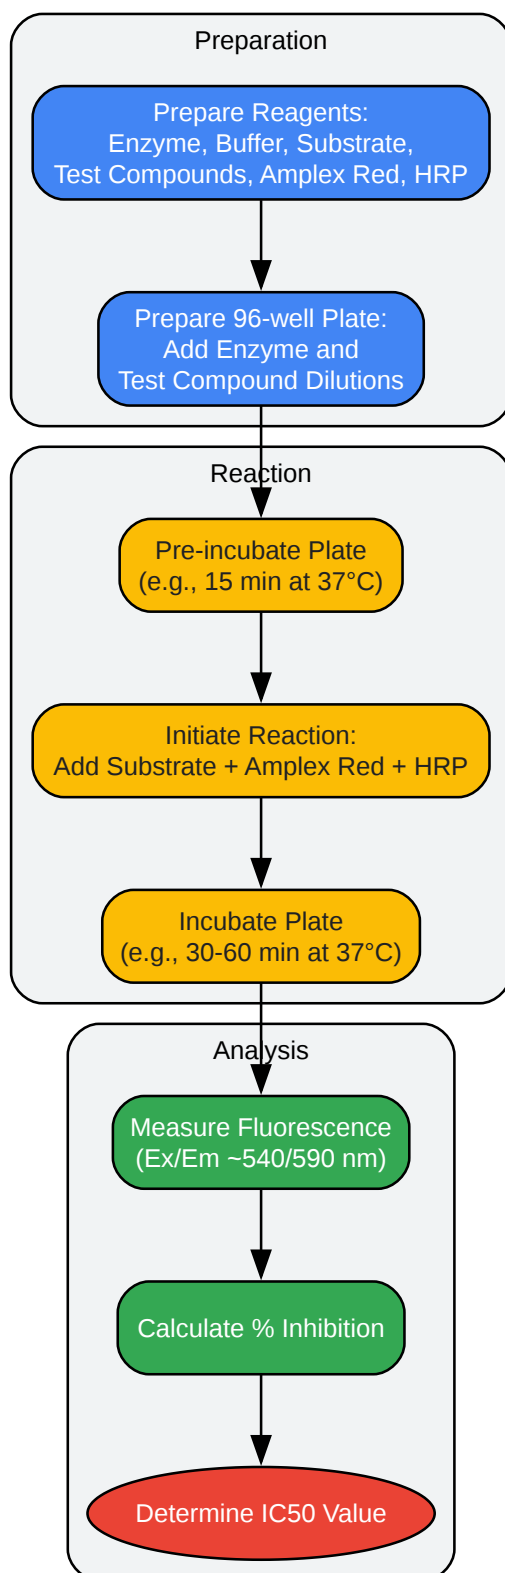 Preparation
Prepare Reagents:
Enzyme, Buffer, Substrate,
Test Compounds, Amplex Red, HRP
Prepare 96-well Plate:
Add Enzyme and
Test Compound Dilutions
Reaction
Pre-incubate Plate
(e.g., 15 min at 37°C)
Initiate Reaction:
Add Substrate + Amplex Red + HRP
Incubate Plate
(e.g., 30-60 min at 37°C)
Analysis
Measure Fluorescence
(Ex/Em ~540/590 nm)
Calculate % Inhibition
Determine IC50 Value